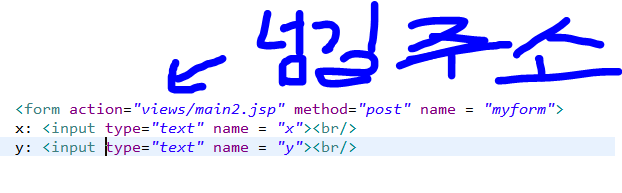 넘길 주소
<form action="views/main2.jsp" method="post" name = "myform">
x: <input type="text" name = "x"><br/>
y: <input type="text" name = "y"><br/>